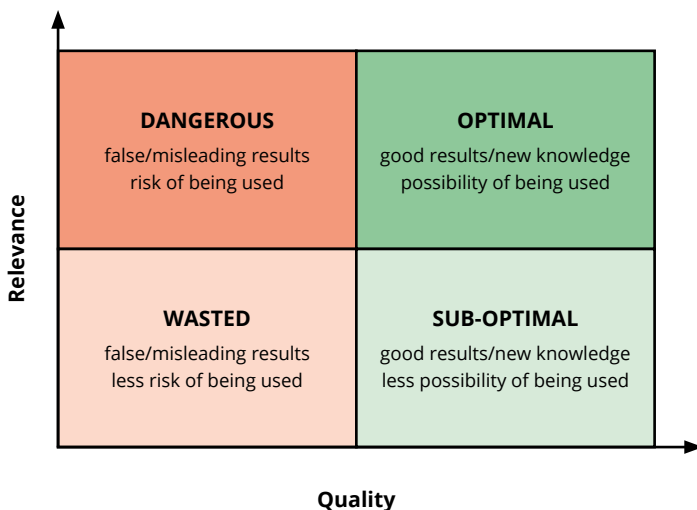 DANGEROUS
false/misleading results
risk of being used
OPTIMAL
good results/new knowledge
possibility of being used
Relevance
WASTED
false/misleading results
less risk of being used
SUB-OPTIMAL
good results/new knowledge
less possibility of being used
Quality